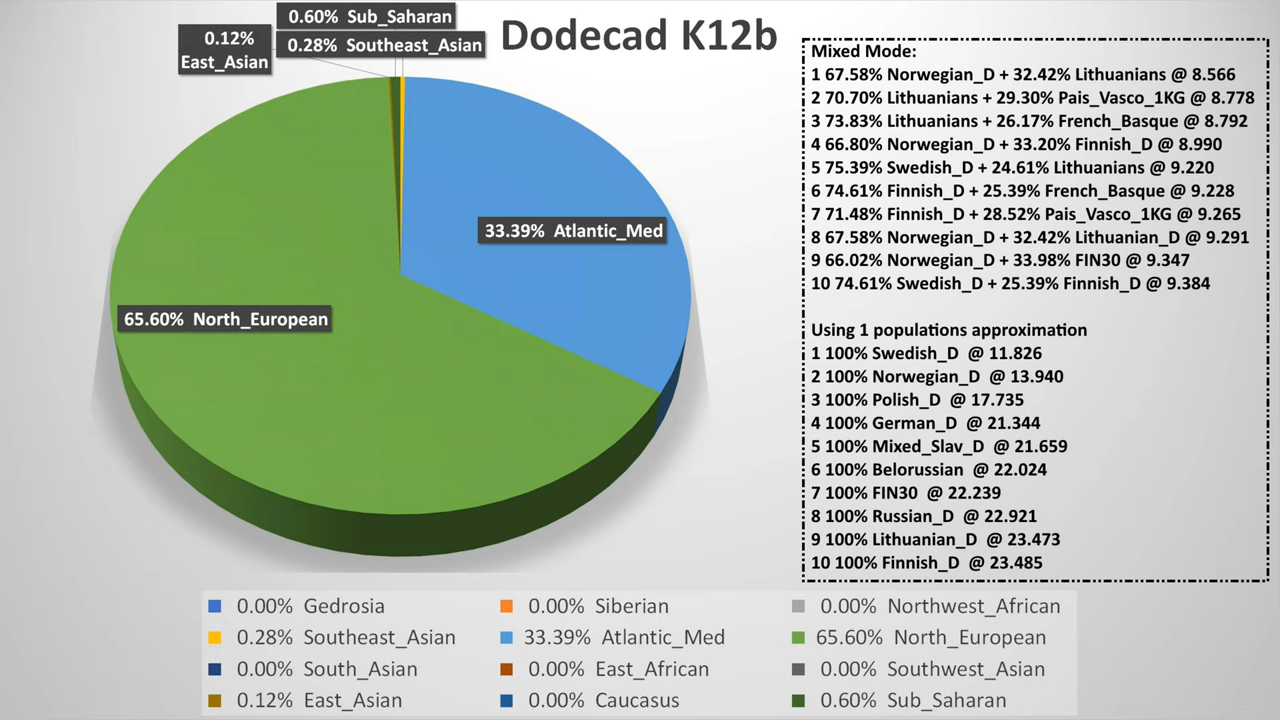 Dodecad K12b
0.60% Sub_Saharan
0.12%
East_Asian
0.28% Southeast_Asian
33.39% Atlantic_Med
65.60% North_European
Mixed Mode:
1 67.58% Norwegian_D + 32.42% Lithuanians @ 8.566
2 70.70% Lithuanians + 29.30% Pais_Vasco_1KG @ 8.778
3 73.83% Lithuanians + 26.17% French_Basque @ 8.792
4 66.80% Norwegian_D + 33.20% Finnish_D @ 8.990
5 75.39% Swedish_D + 24.61% Lithuanians @ 9.220
6 74.61% Finnish_D + 25.39% French_Basque @ 9.228
7 71.48% Finnish_D + 28.52% Pais_Vasco_1KG @ 9.265
8 67.58% Norwegian_D + 32.42% Lithuanian_D @ 9.291
9 66.02% Norwegian_D + 33.98% FIN30 @ 9.347
10 74.61% Swedish_D + 25.39% Finnish_D @ 9.384
Using 1 populations approximation
1 100% Swedish_D @ 11.826
2 100% Norwegian_D @ 13.940
3 100% Polish_D @ 17.735
4 100% German_D @ 21.344
5 100% Mixed_Slav_D @ 21.659
6 100% Belorussian @ 22.024
7 100% FIN30 @ 22.239
8 100% Russian_D @ 22.921
9 100% Lithuanian_D @ 23.473
10 100% Finnish_D @ 23.485
0.00% Gedrosia
0.00% Siberian
0.00% Northwest_African
0.28% Southeast_Asian
33.39% Atlantic_Med
65.60% North_European
0.00% South_Asian
0.00% East_African
0.00% Southwest_Asian
0.12% East_Asian
0.00% Caucasus
0.60% Sub_Saharan